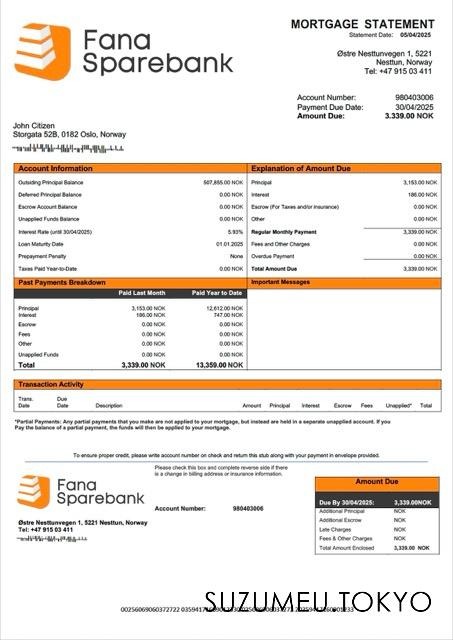 Fana
Sparebank
MORTGAGE STATEMENT
Statement Date: 05/04/2025
Østre Nesttunvegen 1, 5221
Nesttun, Norway
Tel: +47 915 03 411
Account Number: 980403006
Payment Due Date: 30/04/2025
Amount Due: 3.339.00 NOK
John Citizen
Storgata 52B, 0182 Oslo, Norway
Account Information
Outsiding Principal Balance 507,855.00 NOK
Deferred Principal Balance 0.00 NOK
Escrow Account Balance 0.00 NOK
Unapplied Funds Balance 0.00 NOK
Interest Rate (until 30/04/2025) 5.93%
Loan Maturity Date 01.01.2025
Prepayment Penalty None
Taxes Paid Year-to-Date 0.00 NOK
Explanation of Amount Due
Principal 3,153.00 NOK
Interest 186.00 NOK
Escrow (For Taxes and/or insurance) 0.00 NOK
Other 0.00 NOK
Regular Monthly Payment 3,339.00 NOK
Fees and Other Charges 0.00 NOK
Overdue Payment 0.00 NOK
Total Amount Due 3,339.00 NOK
Past Payments Breakdown
Paid Last Month Paid Year to Date
Principal 3,153.00 NOK 12,612.00 NOK
Interest 186.00 NOK 747.00 NOK
Escrow 0.00 NOK 0.00 NOK
Fees 0.00 NOK 0.00 NOK
Other 0.00 NOK 0.00 NOK
Unapplied Funds 0.00 NOK 0.00 NOK
Total 3,339.00 NOK 13,359.00 NOK
Important Messages
Transaction Activity
Trans. Date Due Date Description Amount Principal Interest Escrow Fees Unapplied* Total
*Partial Payments: Any partial payments that you make are not applied to your mortgage, but instead are held in a separate unapplied account. If you
Pay the balance of a partial payment, the funds will then be applied to your mortgage.
To ensure proper credit, please write account number on check and return this stub along with your payment in envelope provided.
Please check this box and complete reverse side if there
is a change in billing address or insurance information.
Fana
Sparebank
Account Number: 980403006
Østre Nesttunvegen 1, 5221 Nesttun, Norway
Tel: +47 915 03 411
Amount Due
Due By 30/04/2025: 3,339.00NOK
Additional Principal NOK
Additional Escrow NOK
Late Charges NOK
Fees & Other Charges NOK
Total Amount Enclosed 3,339.00 NOK
SUZUMEU TOKYO